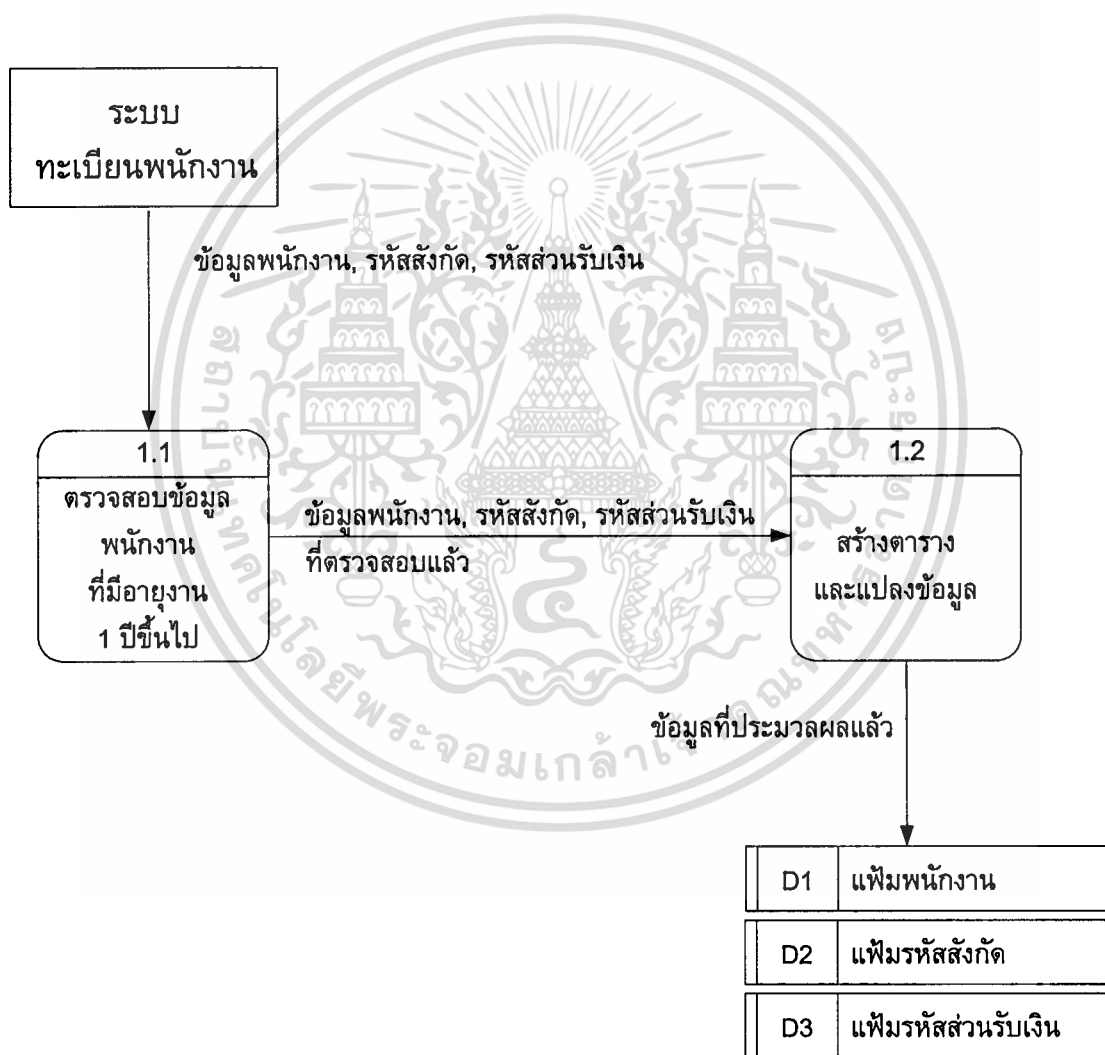 ระบบ
ทะเบียนพนักงาน
ข้อมูลพนักงาน, รหัสสังกัด, รหัสส่วนรับเงิน
1.1
ตรวจสอบข้อมูล
พนักงาน
ที่มีอายุงาน
1 ปีขึ้นไป
ข้อมูลพนักงาน, รหัสสังกัด, รหัสส่วนรับเงิน
ที่ตรวจสอบแล้ว
1.2
สร้างตาราง
และแปลงข้อมูล
ข้อมูลที่ประมวลผลแล้ว
D1 แฟ้มพนักงาน
D2 แฟ้มรหัสสังกัด
D3 แฟ้มรหัสส่วนรับเงิน